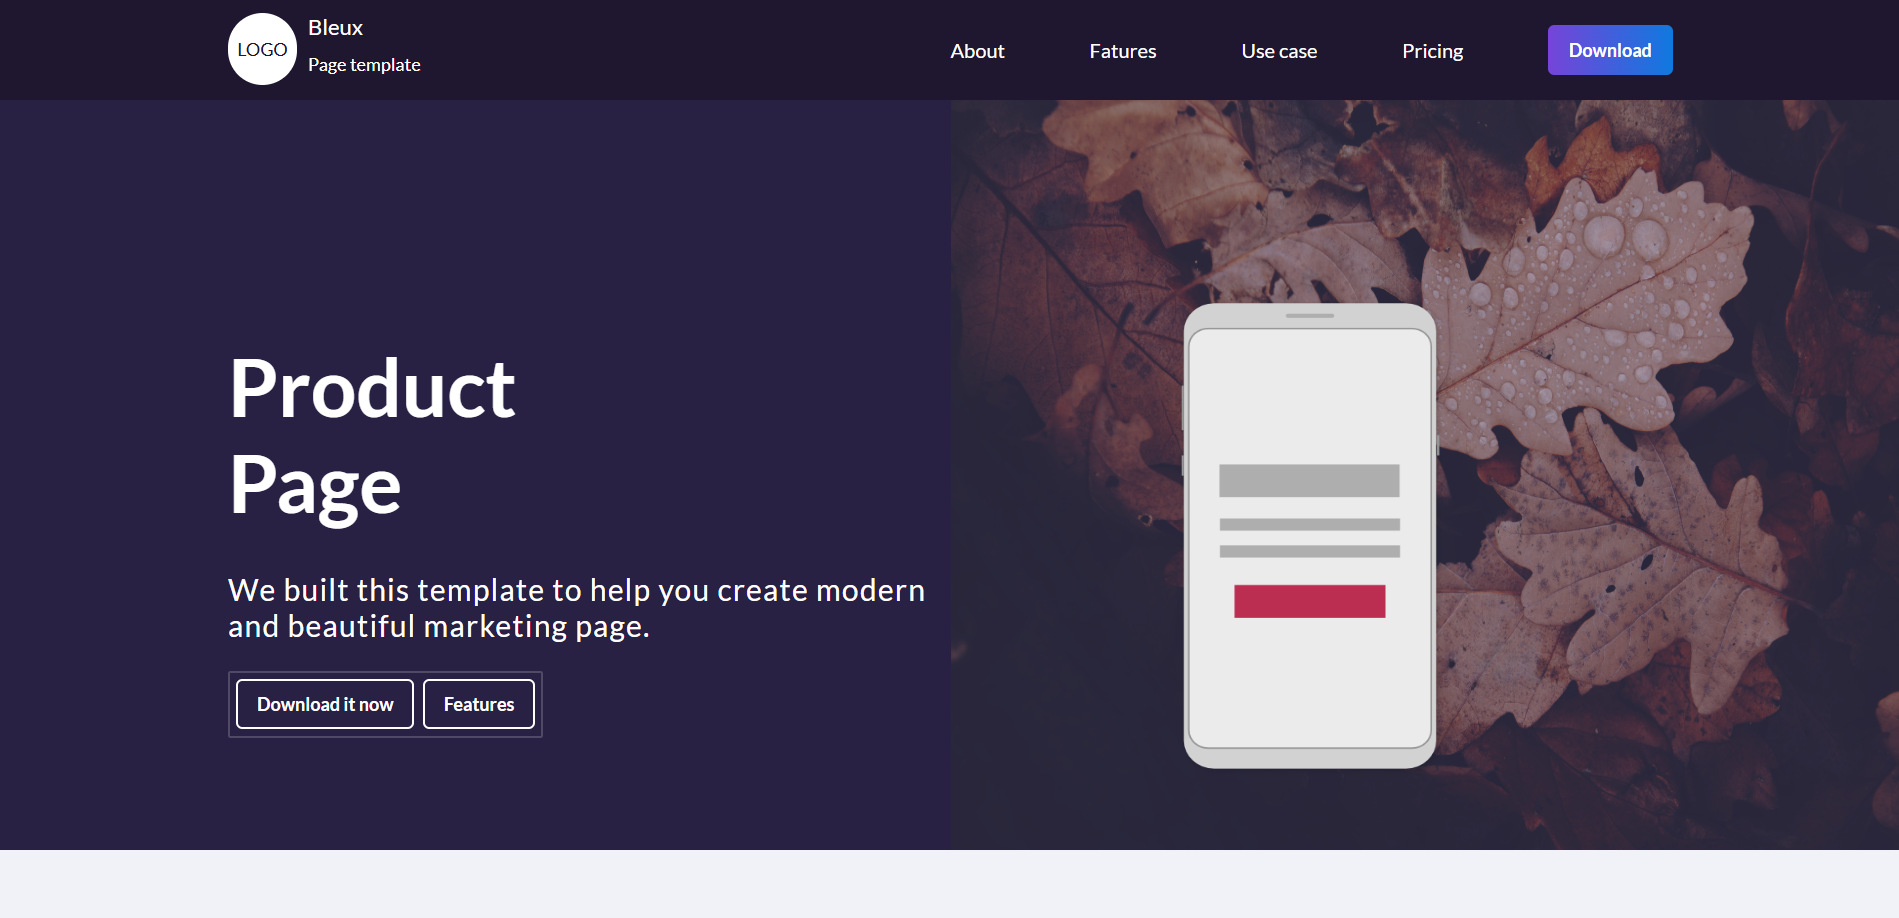 LOGO
Bleux
Page template
About
Fatures
Use case
Pricing
Download
Product
Page
We built this template to help you create modern
and beautiful marketing page.
Download it now
Features